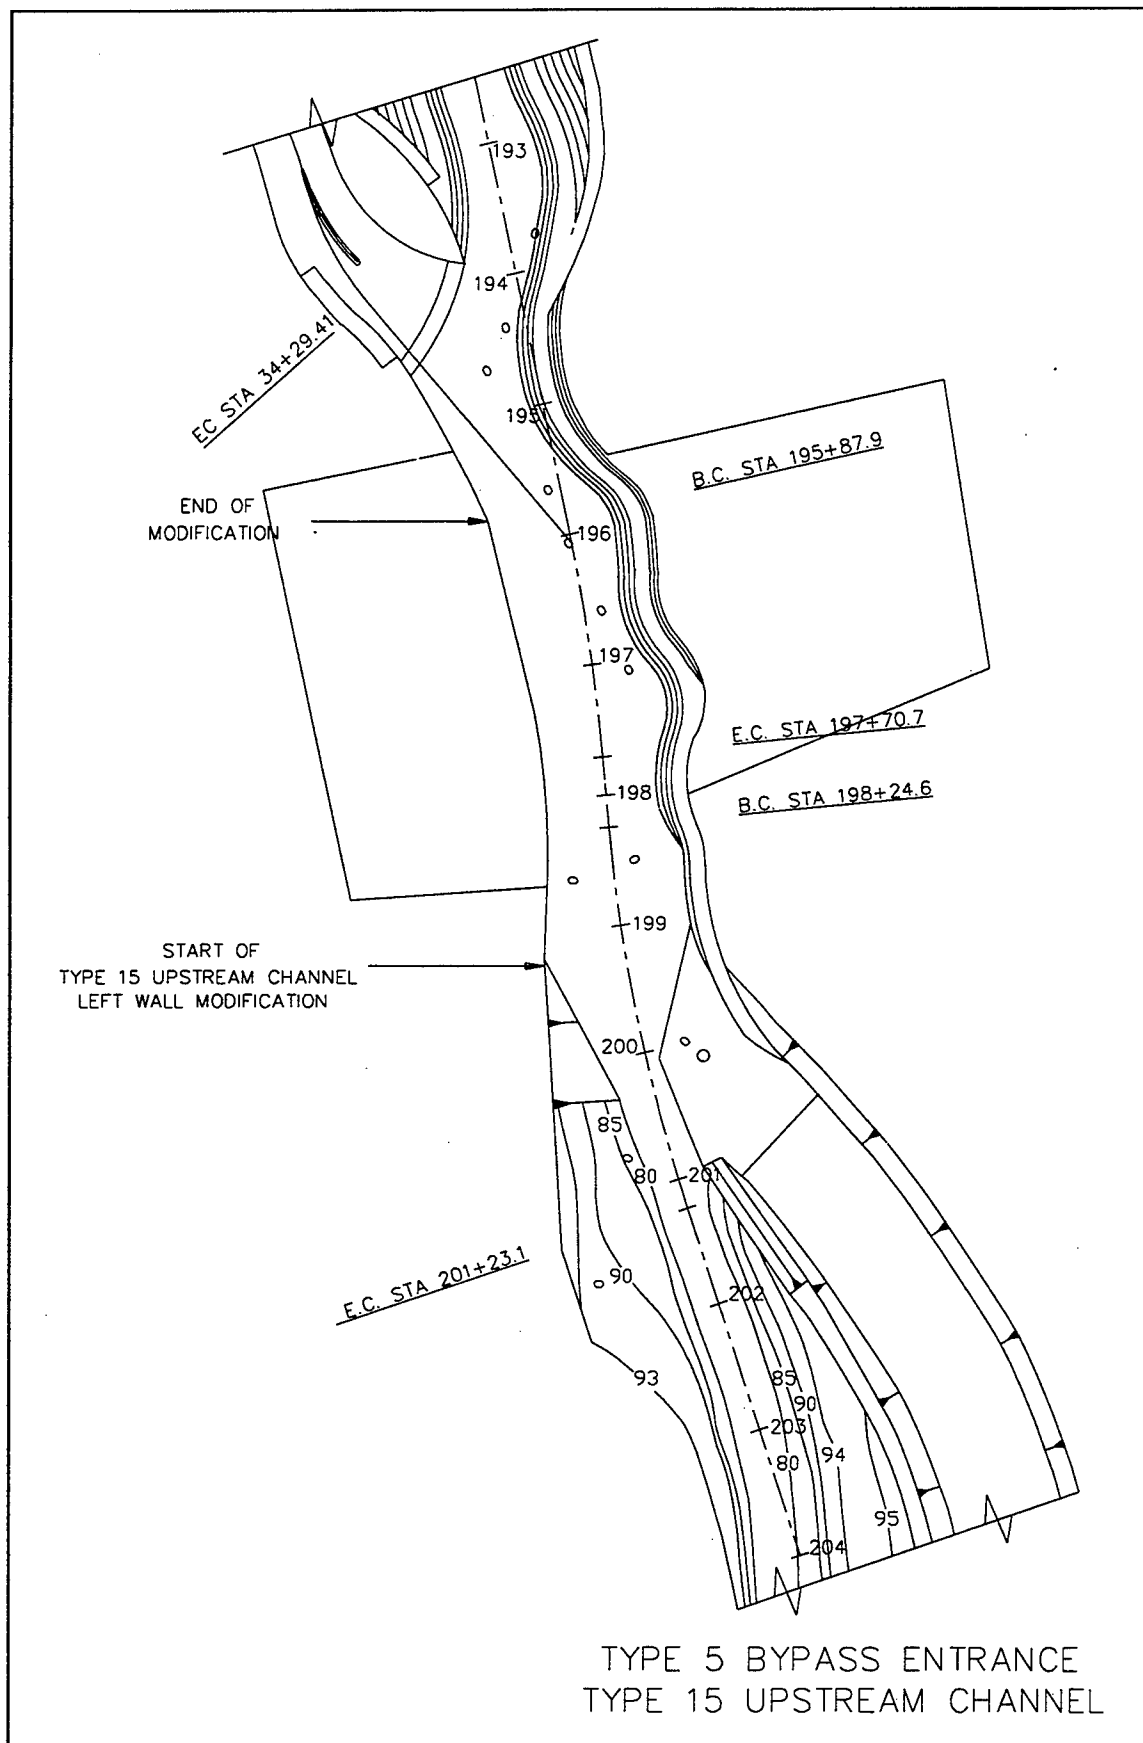 193
194
EC STA 34+29.41
195
B.C. STA 195+87.9
END OF
MODIFICATION
196
197
E.C. STA 197+70.7
198
B.C. STA 198+24.6
199
START OF
TYPE 15 UPSTREAM CHANNEL
LEFT WALL MODIFICATION
200
85
80
201
E.C. STA 201+23.1
90
202
93
85
90
203
94
80
95
204
TYPE 5 BYPASS ENTRANCE
TYPE 15 UPSTREAM CHANNEL